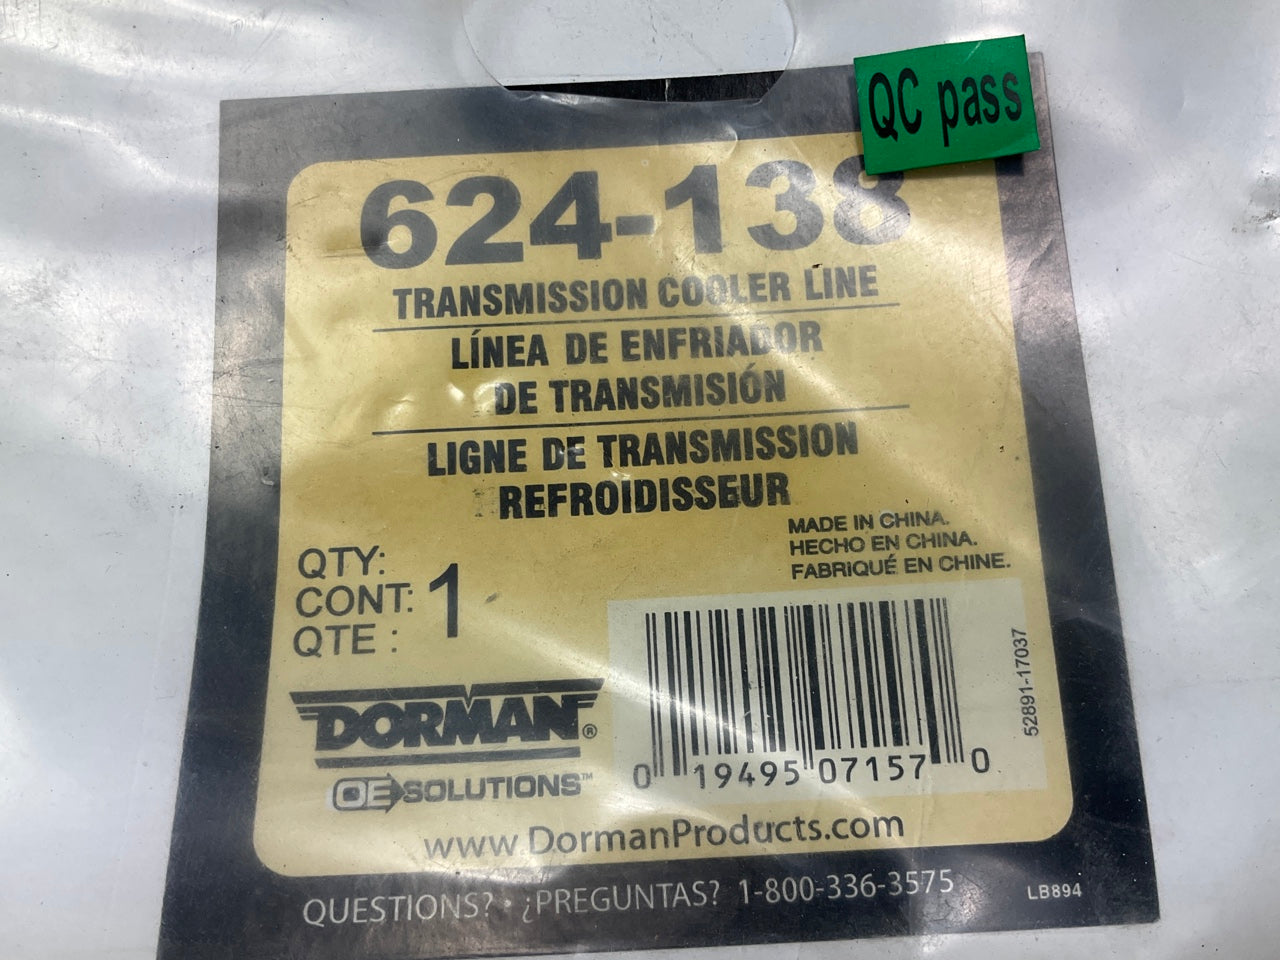 QC pass
624-138
TRANSMISSION COOLER LINE
LÍNEA DE ENFRIADOR
DE TRANSMISIÓN
LIGNE DE TRANSMISSION
REFROIDISSEUR
MADE IN CHINA.
HECHO EN CHINA.
FABRIQUÉ EN CHINE.
QTY:
CONT: 1
QTE :
52891-17037
DORMAN®
OE SOLUTIONS™
0 19495 07157 0
www.DormanProducts.com
QUESTIONS? • ¿PREGUNTAS? 1-800-336-3575
LB894